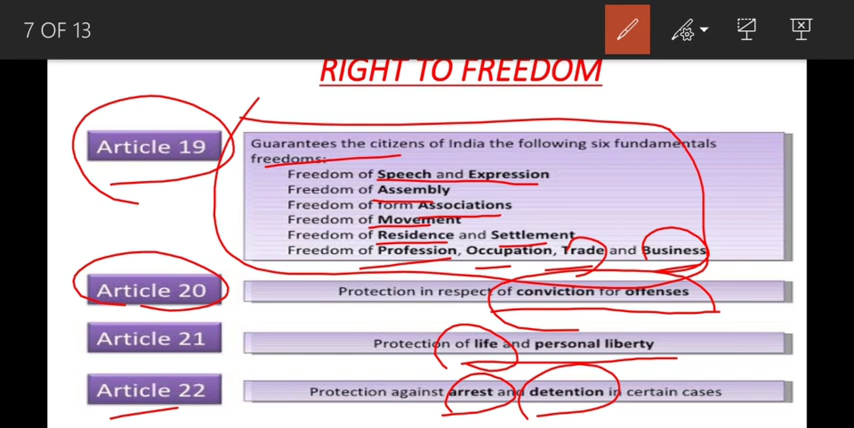 7 OF 13
RIGHT TO FREEDOM
Article 19
Guarantees the citizens of India the following six fundamentals
freedoms:
Freedom of Speech and Expression
Freedom of Assembly
Freedom of form Associations
Freedom of Movement
Freedom of Residence and Settlement
Freedom of Profession, Occupation, Trade and Business
Article 20
Protection in respect of conviction for offenses
Article 21
Protection of life and personal liberty
Article 22
Protection against arrest and detention in certain cases